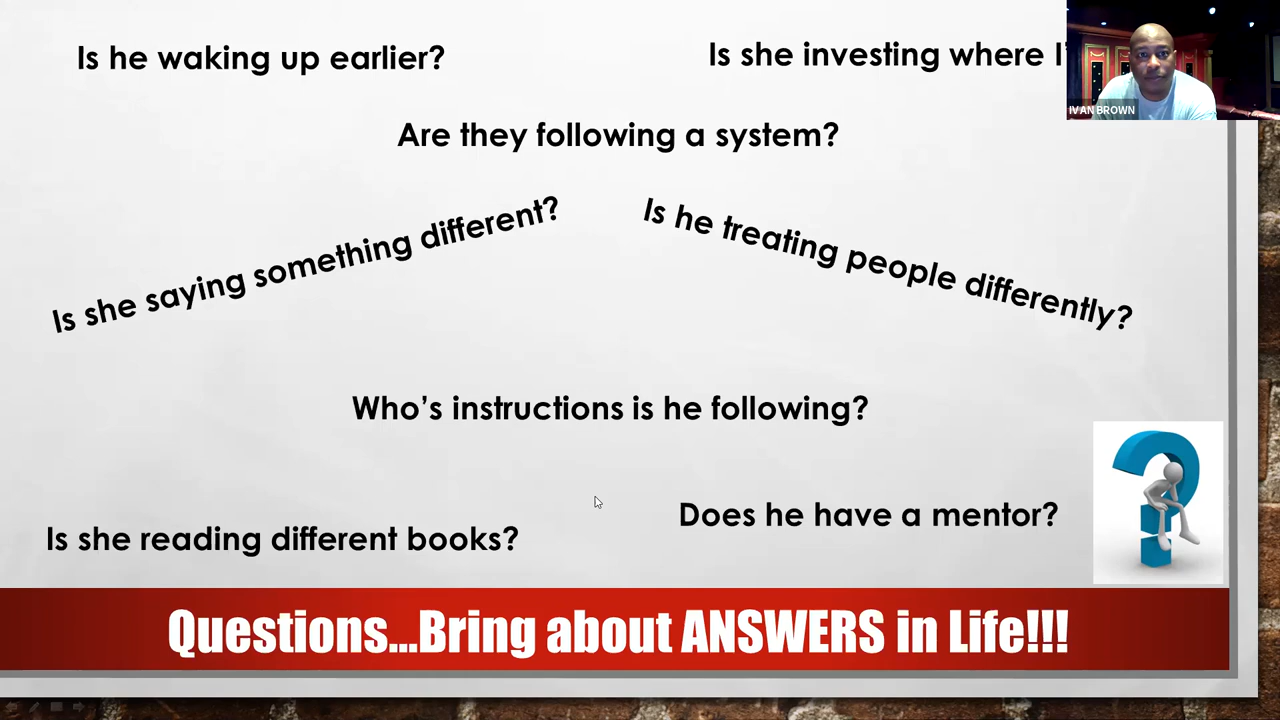 Is he waking up earlier?
Is she investing where I'
IVAN BROWN
Are they following a system?
Is she saying something different?
Is he treating people differently?
Who's instructions is he following?
Does he have a mentor?
Is she reading different books?
Questions...Bring about ANSWERS in Life!!!